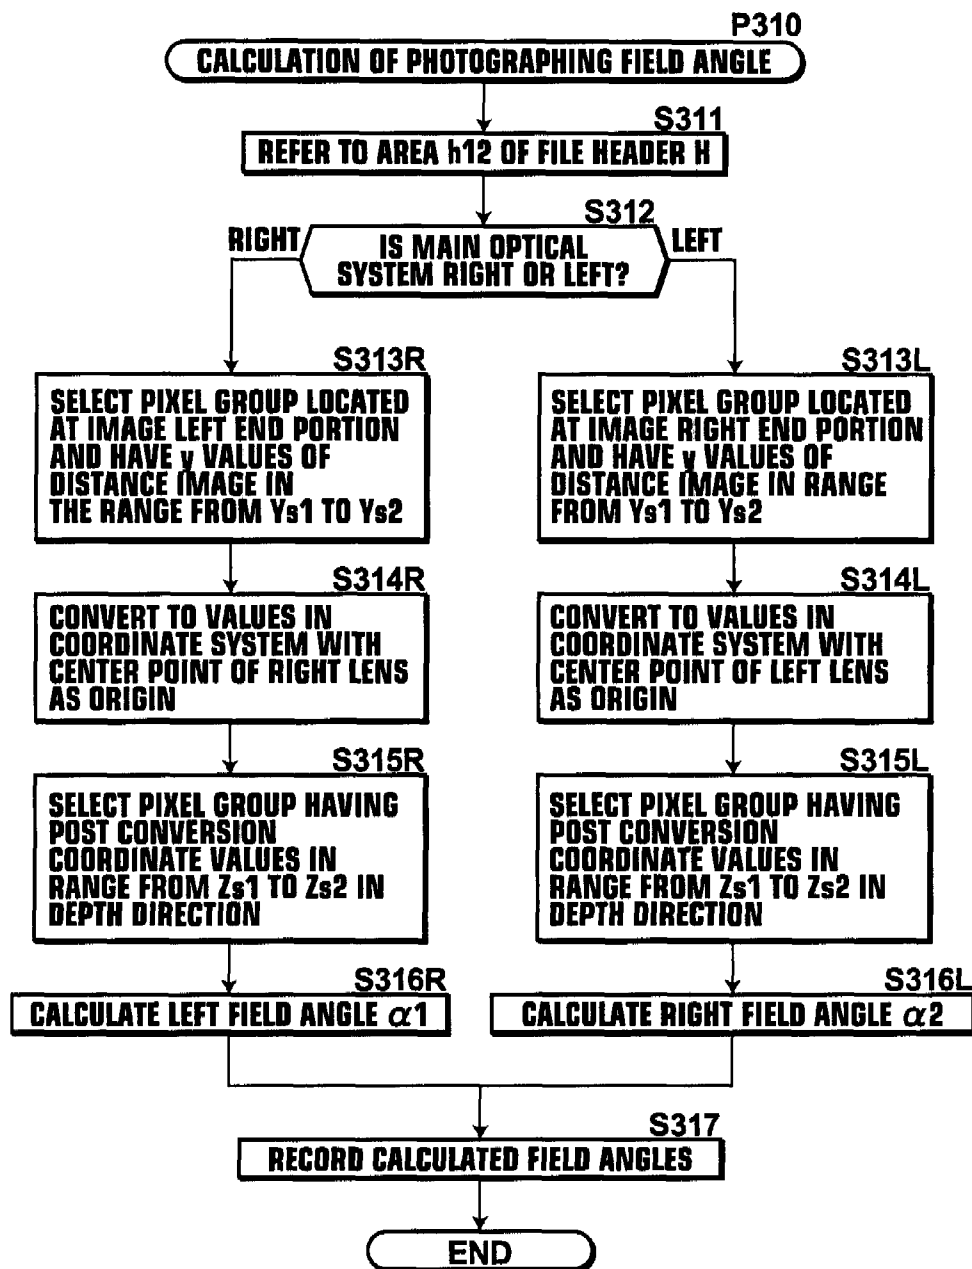 P310
CALCULATION OF PHOTOGRAPHING FIELD ANGLE
S311
REFER TO AREA h12 OF FILE HEADER H
S312
RIGHT
IS MAIN OPTICAL
SYSTEM RIGHT OR LEFT?
LEFT
S313R
SELECT PIXEL GROUP LOCATED
AT IMAGE LEFT END PORTION
AND HAVE y VALUES OF
DISTANCE IMAGE IN
THE RANGE FROM Ys1 TO Ys2
S313L
SELECT PIXEL GROUP LOCATED
AT IMAGE RIGHT END PORTION
AND HAVE y VALUES OF
DISTANCE IMAGE IN RANGE
FROM Ys1 TO Ys2
S314R
CONVERT TO VALUES IN
COORDINATE SYSTEM WITH
CENTER POINT OF RIGHT LENS
AS ORIGIN
S314L
CONVERT TO VALUES IN
COORDINATE SYSTEM WITH
CENTER POINT OF LEFT LENS
AS ORIGIN
S315R
SELECT PIXEL GROUP HAVING
POST CONVERSION
COORDINATE VALUES IN
RANGE FROM Zs1 TO Zs2 IN
DEPTH DIRECTION
S315L
SELECT PIXEL GROUP HAVING
POST CONVERSION
COORDINATE VALUES IN
RANGE FROM Zs1 TO Zs2 IN
DEPTH DIRECTION
S316R
CALCULATE LEFT FIELD ANGLE α1
S316L
CALCULATE RIGHT FIELD ANGLE α2
S317
RECORD CALCULATED FIELD ANGLES
END